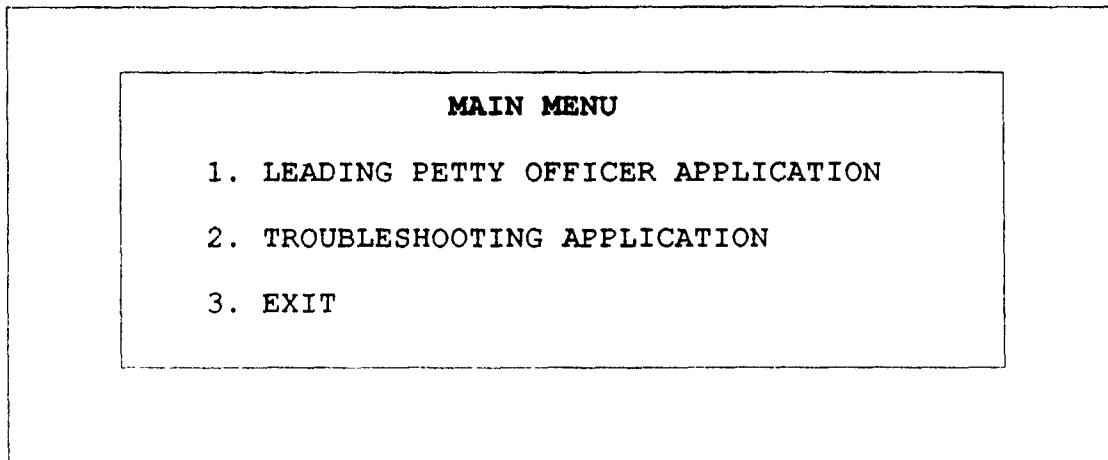 MAIN MENU
1. LEADING PETTY OFFICER APPLICATION
2. TROUBLESHOOTING APPLICATION
3. EXIT